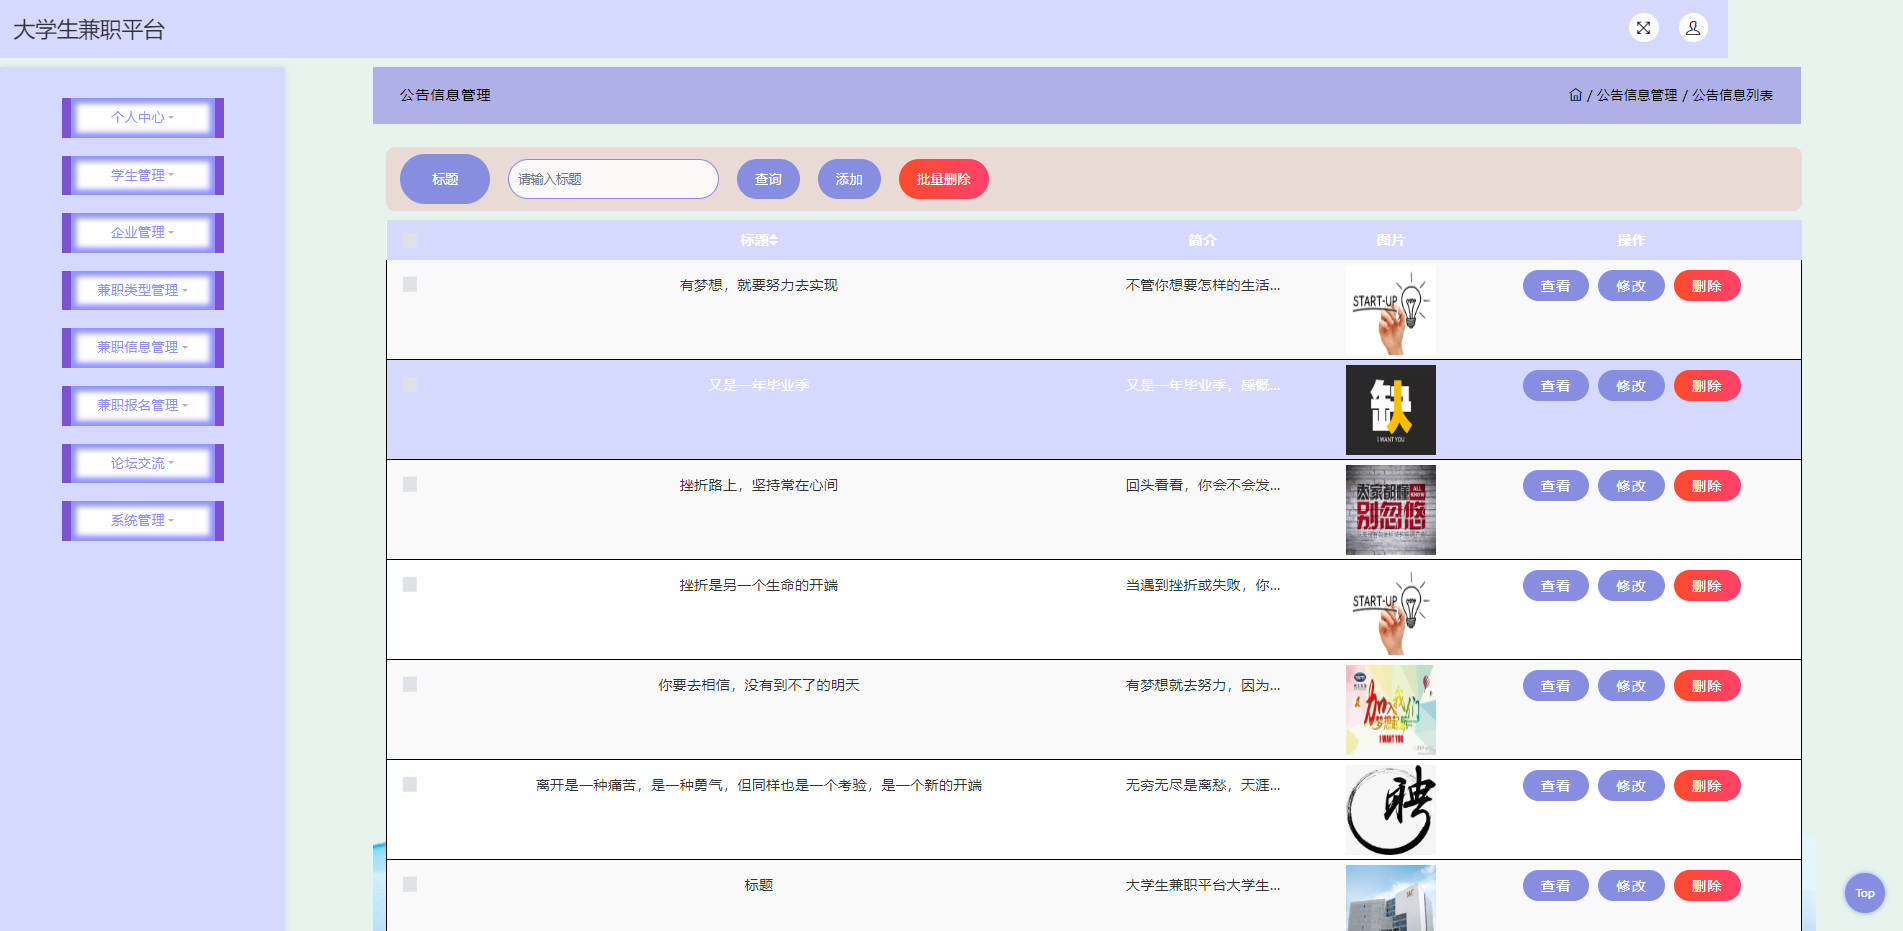 大学生兼职平台
公告信息管理
/ 公告信息管理 / 公告信息列表
个人中心
学生管理
企业管理
兼职类型管理
兼职信息管理
兼职报名管理
论坛交流
系统管理
标题 请输入标题 查询 添加 批量删除
标题 简介 图片 操作
有梦想，就要努力去实现 不管你想要怎样的生活... START-UP 查看 修改 删除
又是一年毕业季 又是一年毕业季，感慨... 缺 查看 修改 删除
I WANT YOU
挫折路上，坚持常在心间 回头看看，你会不会发... 大家都懂 ALL KNOW 查看 修改 删除
别忽悠
挫折是另一个生命的开端 当遇到挫折或失败，你... START-UP 查看 修改 删除
你要去相信，没有到不了的明天 有梦想就去努力，因为... 加入我们 查看 修改 删除
梦想起航
I WANT YOU
离开是一种痛苦，是一种勇气，但同样也是一个考验，是一个新的开端 无穷无尽是离愁，天涯... 聘 查看 修改 删除
标题 大学生兼职平台大学生... 查看 修改 删除
Top